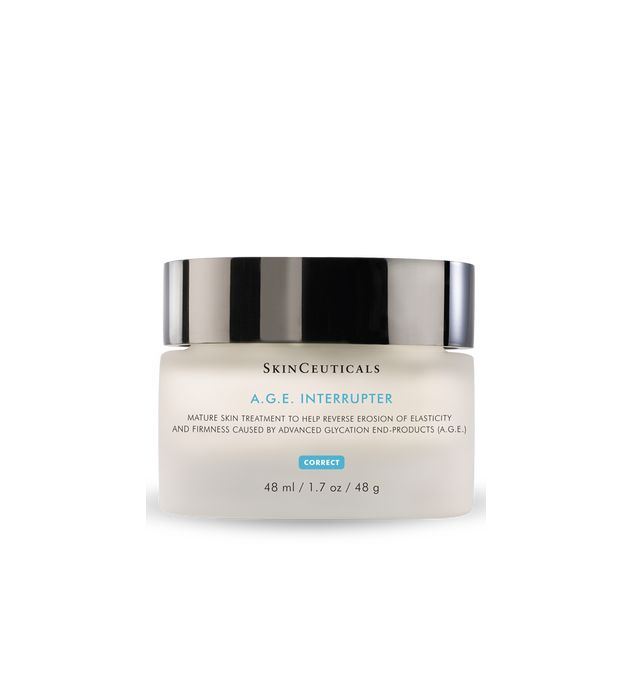 SKINCEUTICALS
A.G.E. INTERRUPTER
MATURE SKIN TREATMENT TO HELP REVERSE EROSION OF ELASTICITY
AND FIRMNESS CAUSED BY ADVANCED GLYCATION END-PRODUCTS (A.G.E.)
CORRECT
48 ml / 1.7 oz / 48 g